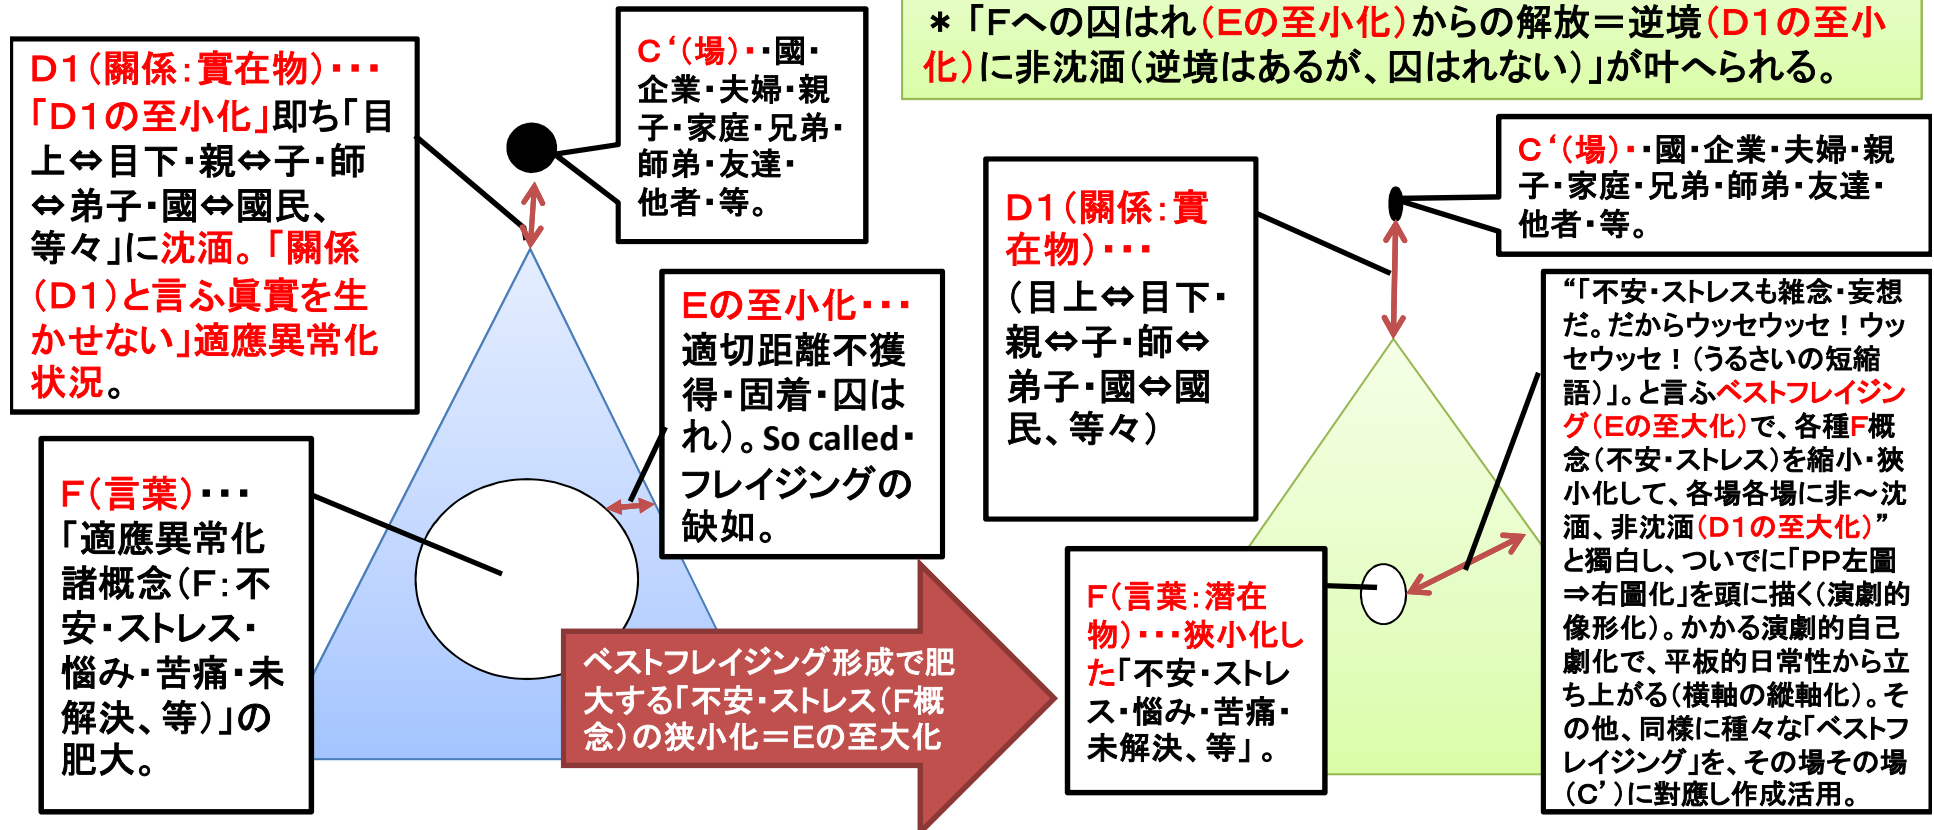 ＊「Ｆへの囚はれ（Ｅの至小化）からの解放＝逆境（Ｄ１の至小
化）に非沈湎（逆境はあるが、囚はれない）」が叶へられる。
Ｄ１（關係：實在物）・・・
「Ｄ１の至小化」即ち「目
上⇔目下・親⇔子・師
⇔弟子・國⇔國民、
等々」に沈湎。「關係
（Ｄ１）と言ふ眞實を生
かせない」適應異常化
状況。
Ｃ‘（場）・・國・
企業・夫婦・親
子・家庭・兄弟・
師弟・友達・
他者・等。
Ｅの至小化・・・
適切距離不獲
得・固着・囚は
れ）。So called・
フレイジングの
缺如。
Ｆ（言葉）・・・
「適應異常化
諸概念（Ｆ：不
安・ストレス・
惱み・苦痛・未
解決、等）」の
肥大。
ベストフレイジング形成で肥
大する「不安・ストレス（Ｆ概
念）の狭小化＝Ｅの至大化
Ｄ１（關係：實
在物）・・・
（目上⇔目下・
親⇔子・師⇔
弟子・國⇔國
民、等々）
Ｃ‘（場）・・國・企業・夫婦・親
子・家庭・兄弟・師弟・友達・
他者・等。
Ｆ（言葉：潜在
物）・・・狭小化し
た「不安・ストレ
ス・惱み・苦痛・
未解決、等」。
“「不安・ストレスも雑念・妄想
だ。だからウッセウッセ！ウッ
セウッセ！（うるさいの短縮
語）」。と言ふベストフレイジン
グ（Ｅの至大化）で、各種Ｆ概
念（不安・ストレス）を縮小・狭
小化して、各場各場に非～沈
湎、非沈湎（Ｄ１の至大化）”
と獨白し、ついでに「ＰＰ左圖
⇒右圖化」を頭に描く（演劇的
像形化）。かかる演劇的自己
劇化で、平板的日常性から立
ち上がる（横軸の縱軸化）。そ
の他、同様に種々な「ベストフ
レイジング」を、その場その場
（Ｃ’）に對應し作成活用。